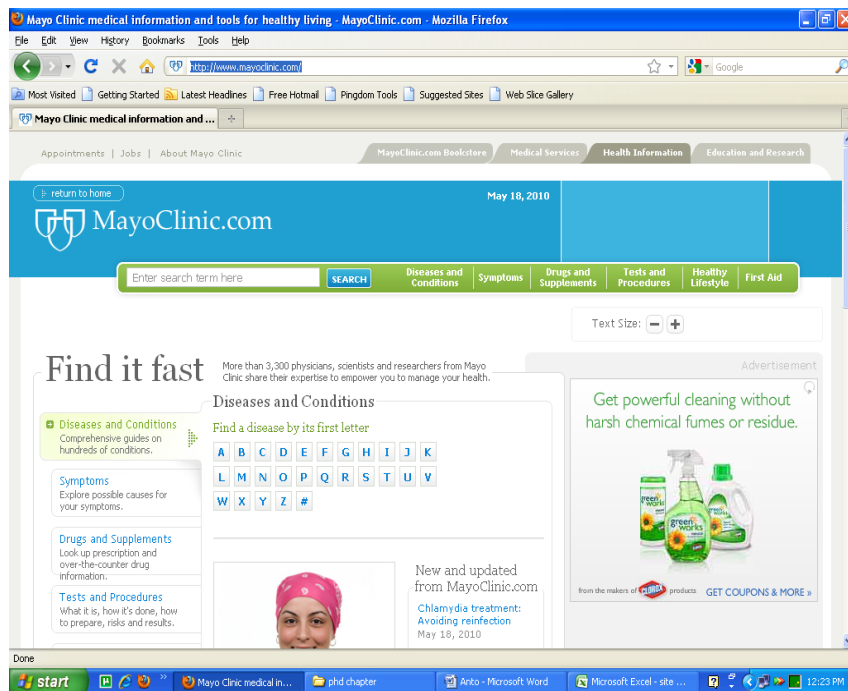 Mayo Clinic medical information and tools for healthy living - MayoClinic.com - Mozilla Firefox
File Edit View History Bookmarks Tools Help
http://www.mayoclinic.com/
Google
Most Visited Getting Started Latest Headlines Free Hotmail Pingdom Tools Suggested Sites Web Slice Gallery
Mayo Clinic medical information and ...
Appointments | Jobs | About Mayo Clinic
MayoClinic.com Bookstore Medical Services Health Information Education and Research
return to home
May 18, 2010
MayoClinic.com
Enter search term here SEARCH
Diseases and Conditions
Symptoms
Drugs and Supplements
Tests and Procedures
Healthy Lifestyle
First Aid
Text Size: - +
Find it fast
More than 3,300 physicians, scientists and researchers from Mayo
Clinic share their expertise to empower you to manage your health.
Diseases and Conditions
Comprehensive guides on
hundreds of conditions.
Symptoms
Explore possible causes for
your symptoms.
Drugs and Supplements
Look up prescription and
over-the-counter drug
information.
Tests and Procedures
What it is, how it's done, how
to prepare, risks and results.
Diseases and Conditions
Find a disease by its first letter
A B C D E F G H I J K
L M N O P Q R S T U V
W X Y Z #
New and updated
from MayoClinic.com
Chlamydia treatment:
Avoiding reinfection
May 18, 2010
Advertisement
Get powerful cleaning without
harsh chemical fumes or residue.
green works
green works
green works
from the makers of CLOROX products GET COUPONS & MORE »
Done
start
Mayo Clinic medical in...
phd chapter
Anto - Microsoft Word
Microsoft Excel - site ...
12:23 PM